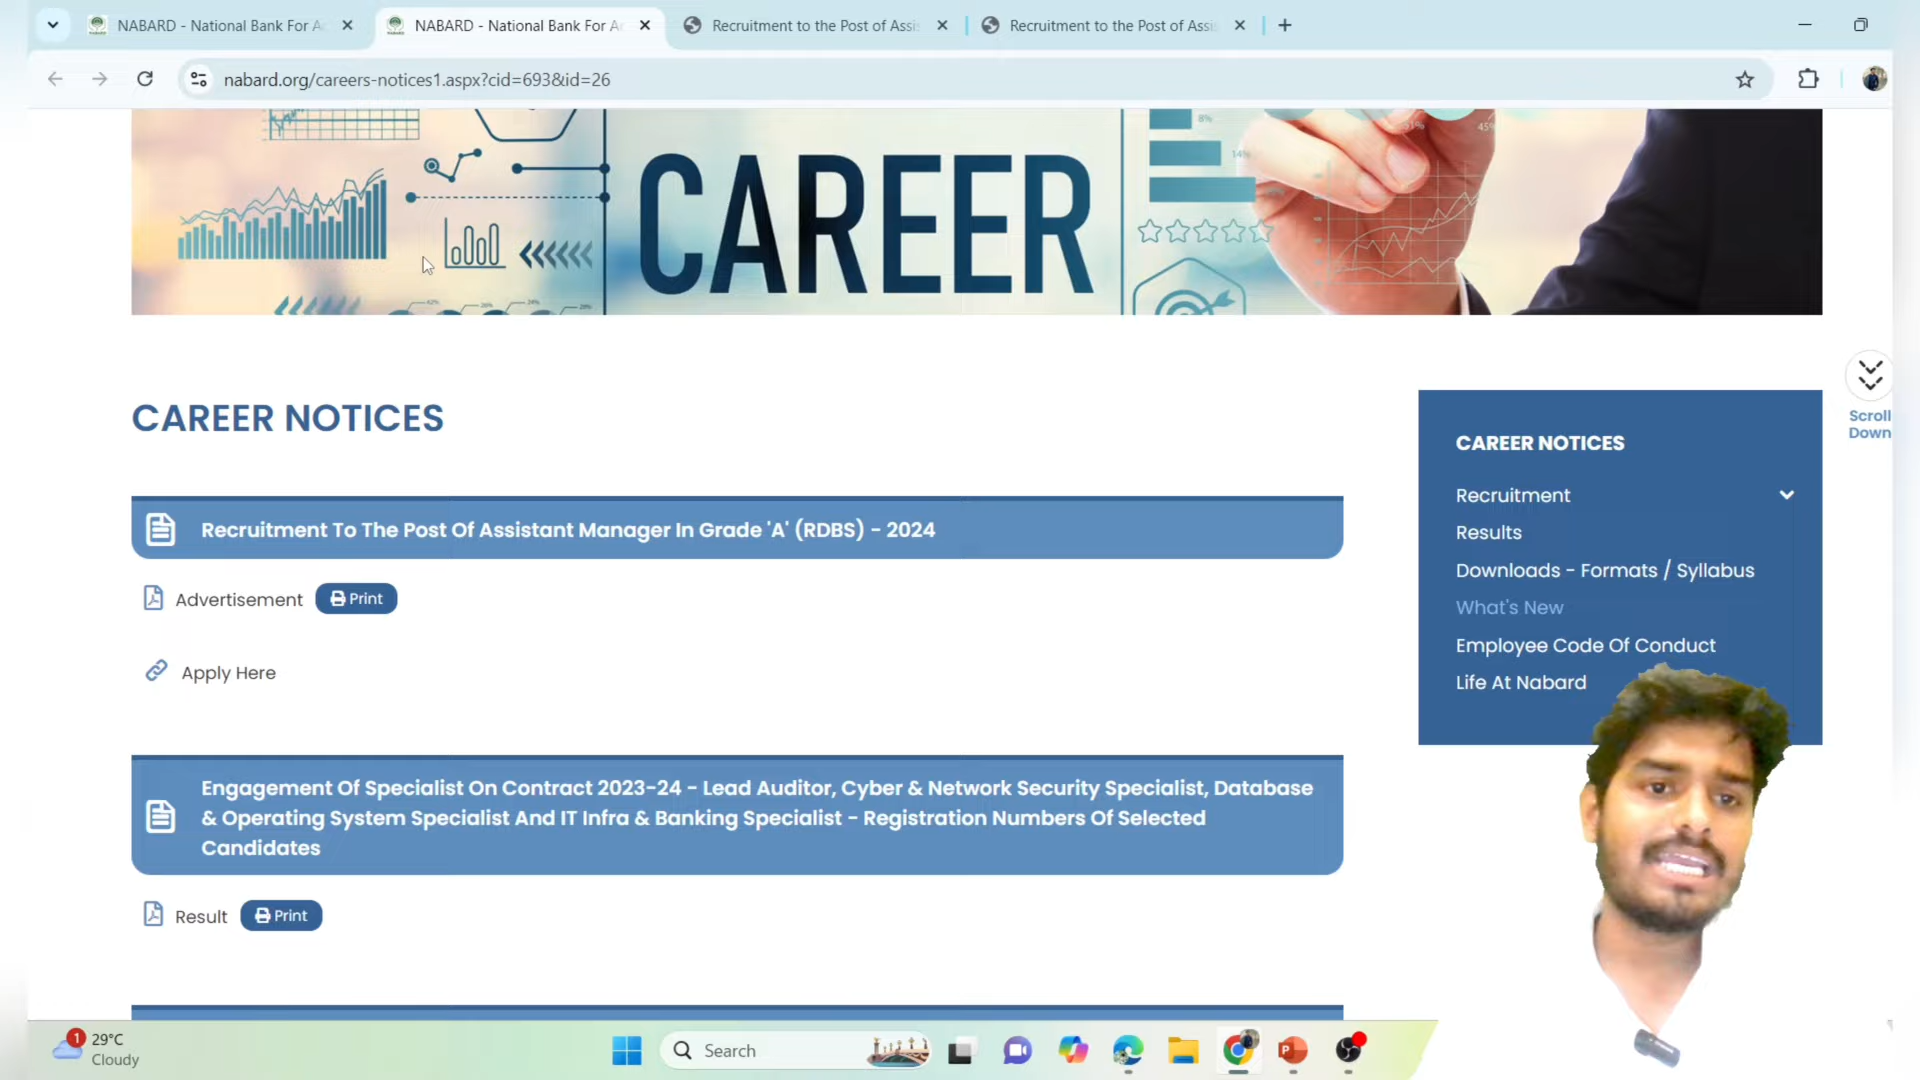 NABARD - National Bank For A
NABARD - National Bank For A
Recruitment to the Post of Assi
Recruitment to the Post of Assi
nabard.org/careers-notices1.aspx?cid=693&id=26
8%
14%
45%
CAREER
CAREER NOTICES
Recruitment To The Post Of Assistant Manager In Grade 'A' (RDBS) - 2024
Advertisement Print
Apply Here
Engagement Of Specialist On Contract 2023-24 - Lead Auditor, Cyber & Network Security Specialist, Database
& Operating System Specialist And IT Infra & Banking Specialist - Registration Numbers Of Selected
Candidates
Result Print
CAREER NOTICES
Recruitment
Results
Downloads - Formats / Syllabus
What's New
Employee Code Of Conduct
Life At Nabard
Scroll
Down
1
29°C
Cloudy
Search